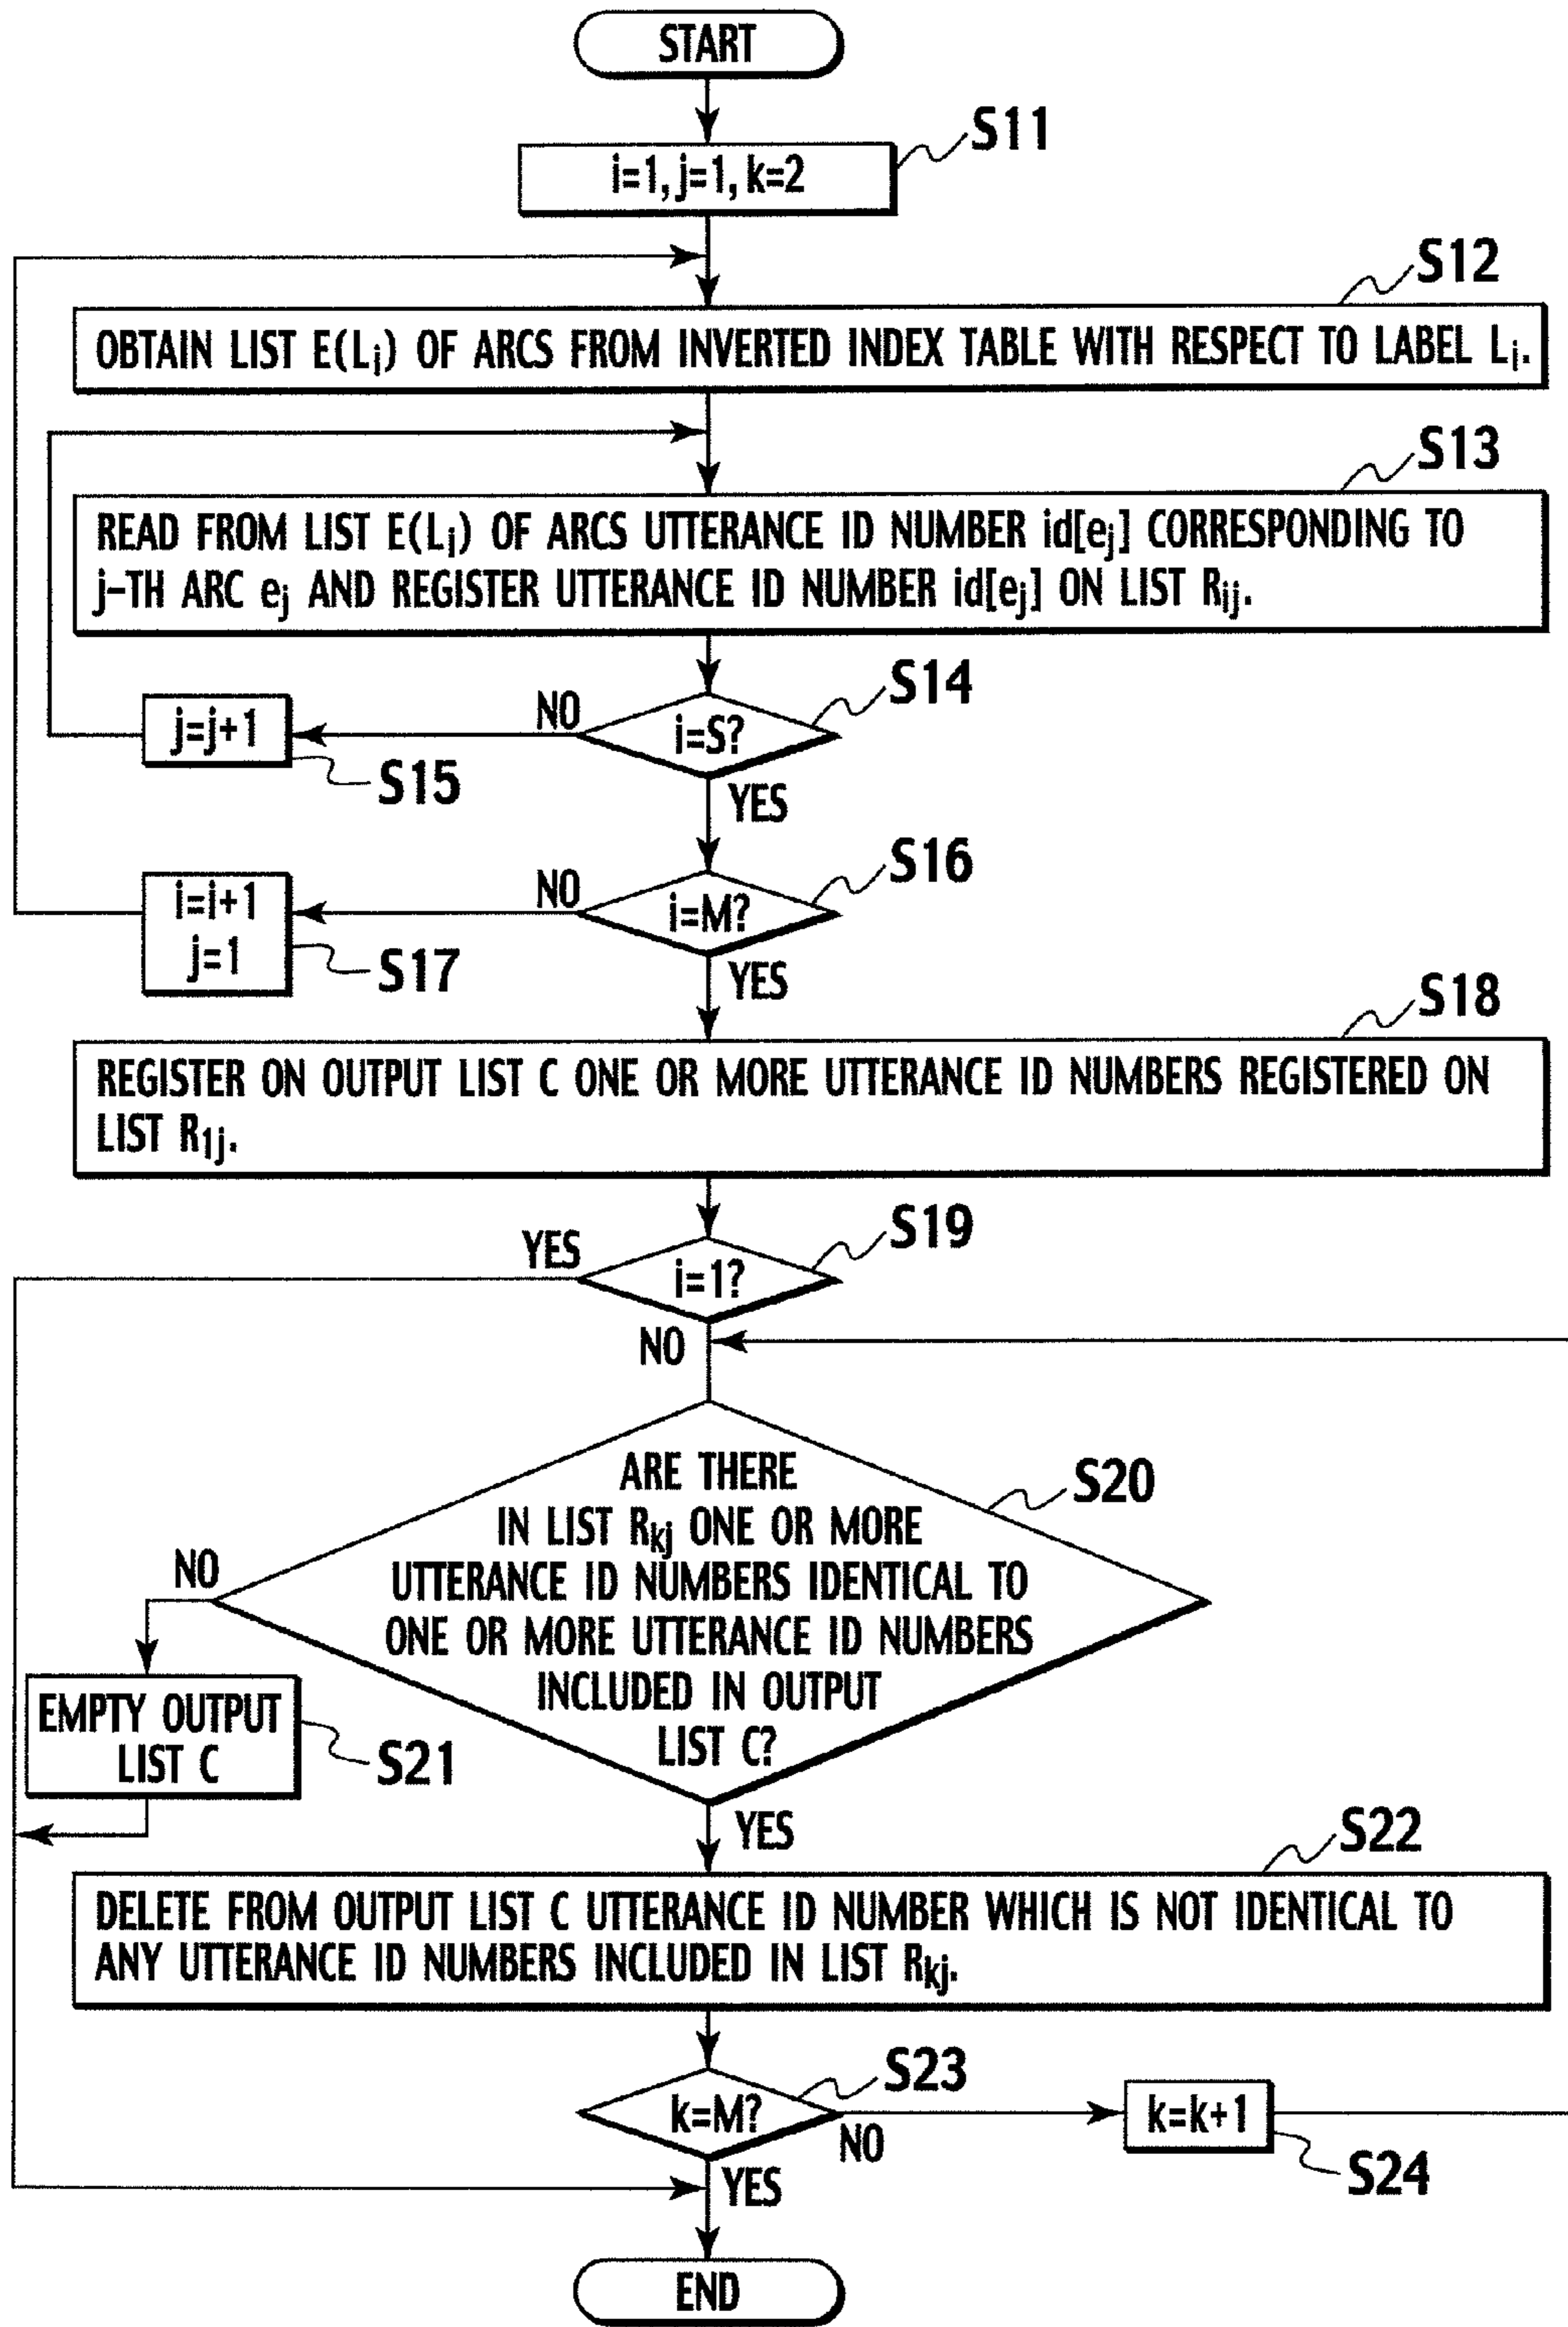 START
S11
i=1, j=1, k=2
S12
OBTAIN LIST E(Li) OF ARCS FROM INVERTED INDEX TABLE WITH RESPECT TO LABEL Li.
S13
READ FROM LIST E(Li) OF ARCS UTTERANCE ID NUMBER id[ej] CORRESPONDING TO
j-TH ARC ej AND REGISTER UTTERANCE ID NUMBER id[ej] ON LIST Rij.
S14
NO
i=S?
j=j+1
S15
YES
S16
NO
i=M?
i=i+1
j=1
S17
YES
S18
REGISTER ON OUTPUT LIST C ONE OR MORE UTTERANCE ID NUMBERS REGISTERED ON
LIST R1j.
S19
YES
i=1?
NO
ARE THERE
IN LIST Rkj ONE OR MORE
UTTERANCE ID NUMBERS IDENTICAL TO
ONE OR MORE UTTERANCE ID NUMBERS
INCLUDED IN OUTPUT
LIST C?
S20
NO
EMPTY OUTPUT
LIST C
S21
YES
S22
DELETE FROM OUTPUT LIST C UTTERANCE ID NUMBER WHICH IS NOT IDENTICAL TO
ANY UTTERANCE ID NUMBERS INCLUDED IN LIST Rkj.
S23
k=M?
NO
k=k+1
S24
YES
END